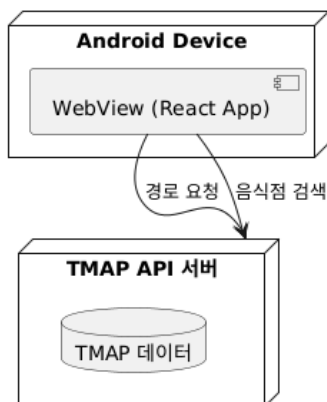 Android Device
WebView (React App)
경로 요청
음식점 검색
TMAP API 서버
TMAP 데이터